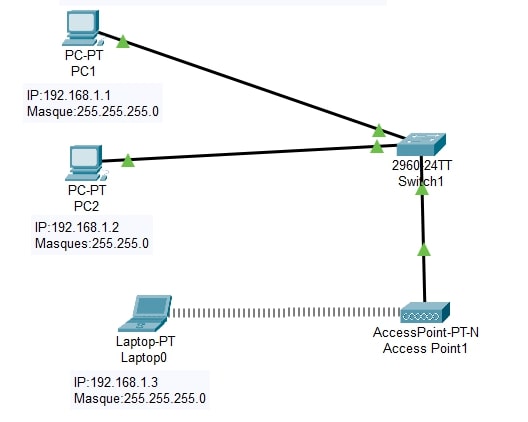 PC-PT
PC1
IP:192.168.1.1
Masque:255.255.255.0
2960-24TT
Switch1
PC-PT
PC2
IP:192.168.1.2
Masques:255.255.0
Laptop-PT
Laptop0
AccessPoint-PT-N
Access Point1
IP:192.168.1.3
Masque:255.255.255.0